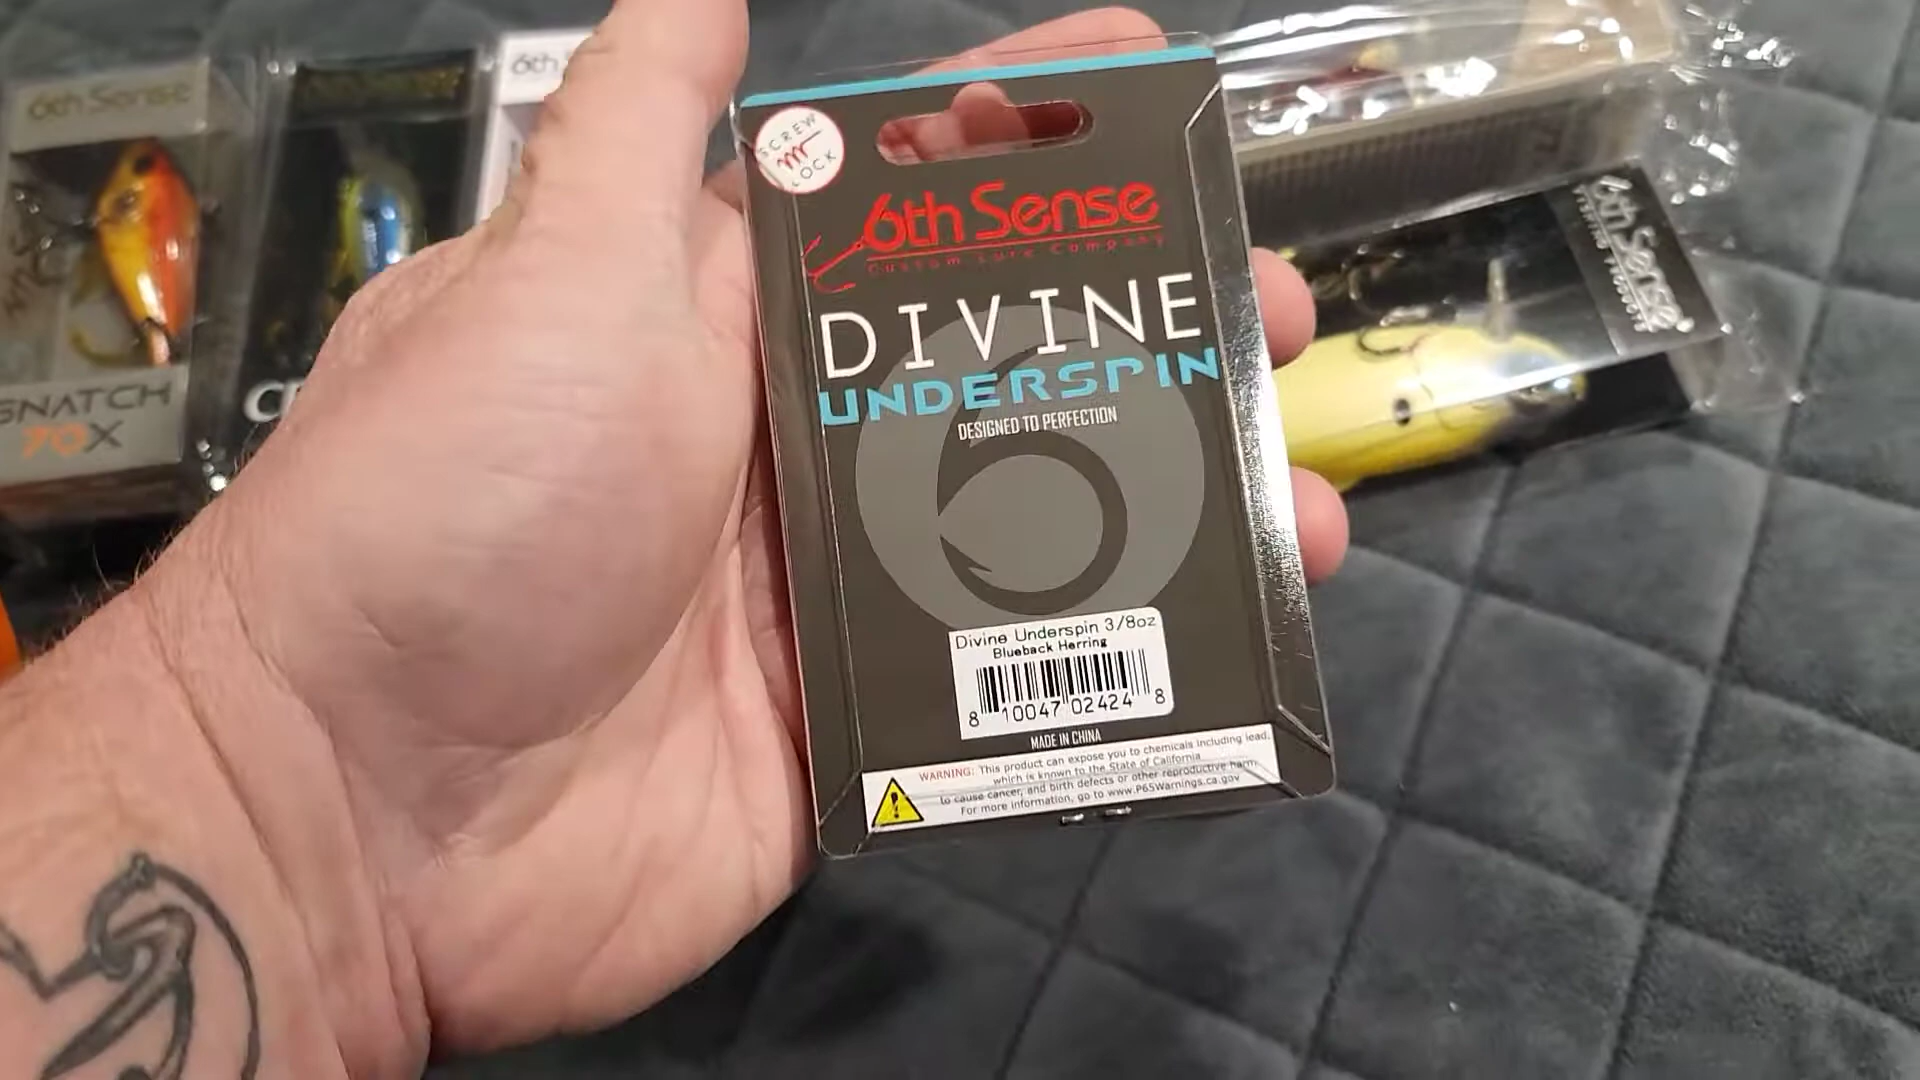 6th Sense
SNATCH
70X
6th
SCREW
LOCK
6th Sense
Custom Lure Company
DIVINE
UNDERSPIN
DESIGNED TO PERFECTION
Divine Underspin 3/8oz
Blueback Herring
8 10047 02424 8
MADE IN CHINA
WARNING: This product can expose you to chemicals including lead,
which is known to the State of California
to cause cancer, and birth defects or other reproductive harm.
For more information, go to www.P65Warnings.ca.gov
6th Sense